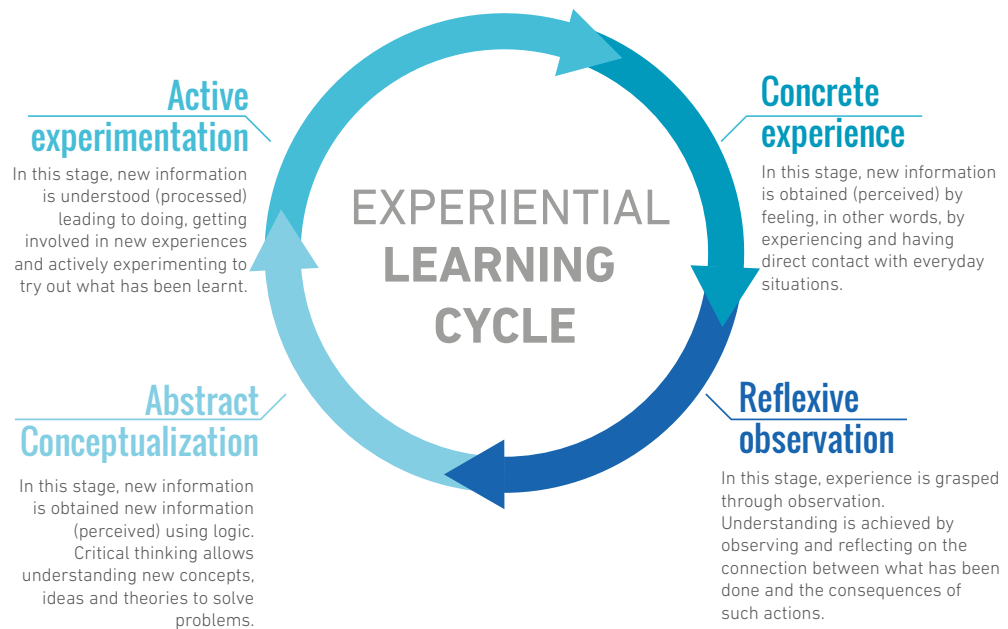 EXPERIENTIAL
LEARNING
CYCLE
Concrete
experience
In this stage, new information
is obtained (perceived) by
feeling, in other words, by
experiencing and having
direct contact with everyday
situations.
Reflexive
observation
In this stage, experience is grasped
through observation.
Understanding is achieved by
observing and reflecting on the
connection between what has been
done and the consequences of
such actions.
Abstract
Conceptualization
In this stage, new information
is obtained new information
(perceived) using logic.
Critical thinking allows
understanding new concepts,
ideas and theories to solve
problems.
Active
experimentation
In this stage, new information
is understood (processed)
leading to doing, getting
involved in new experiences
and actively experimenting to
try out what has been learnt.